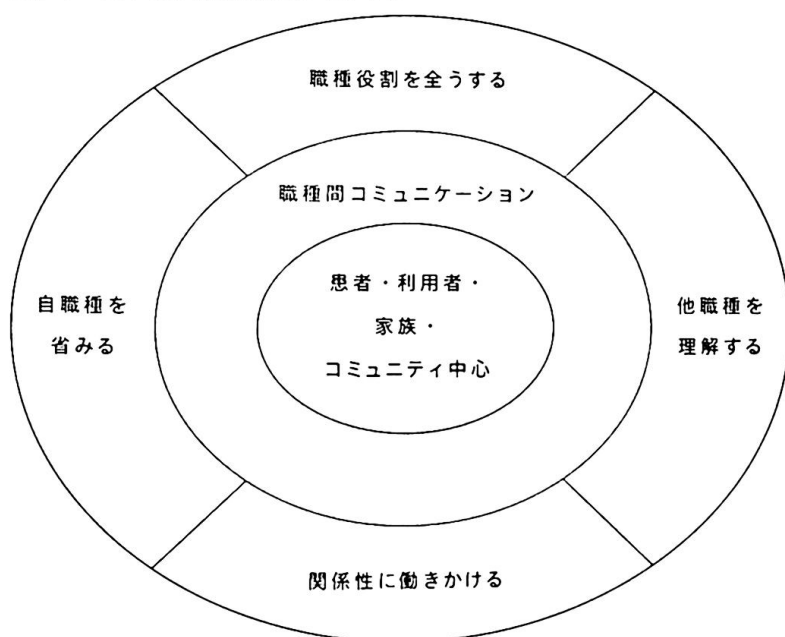 職種役割を全うする
職種間コミュニケーション
患者・利用者・
家族・
コミュニティ中心
自職種を
省みる
他職種を
理解する
関係性に働きかける